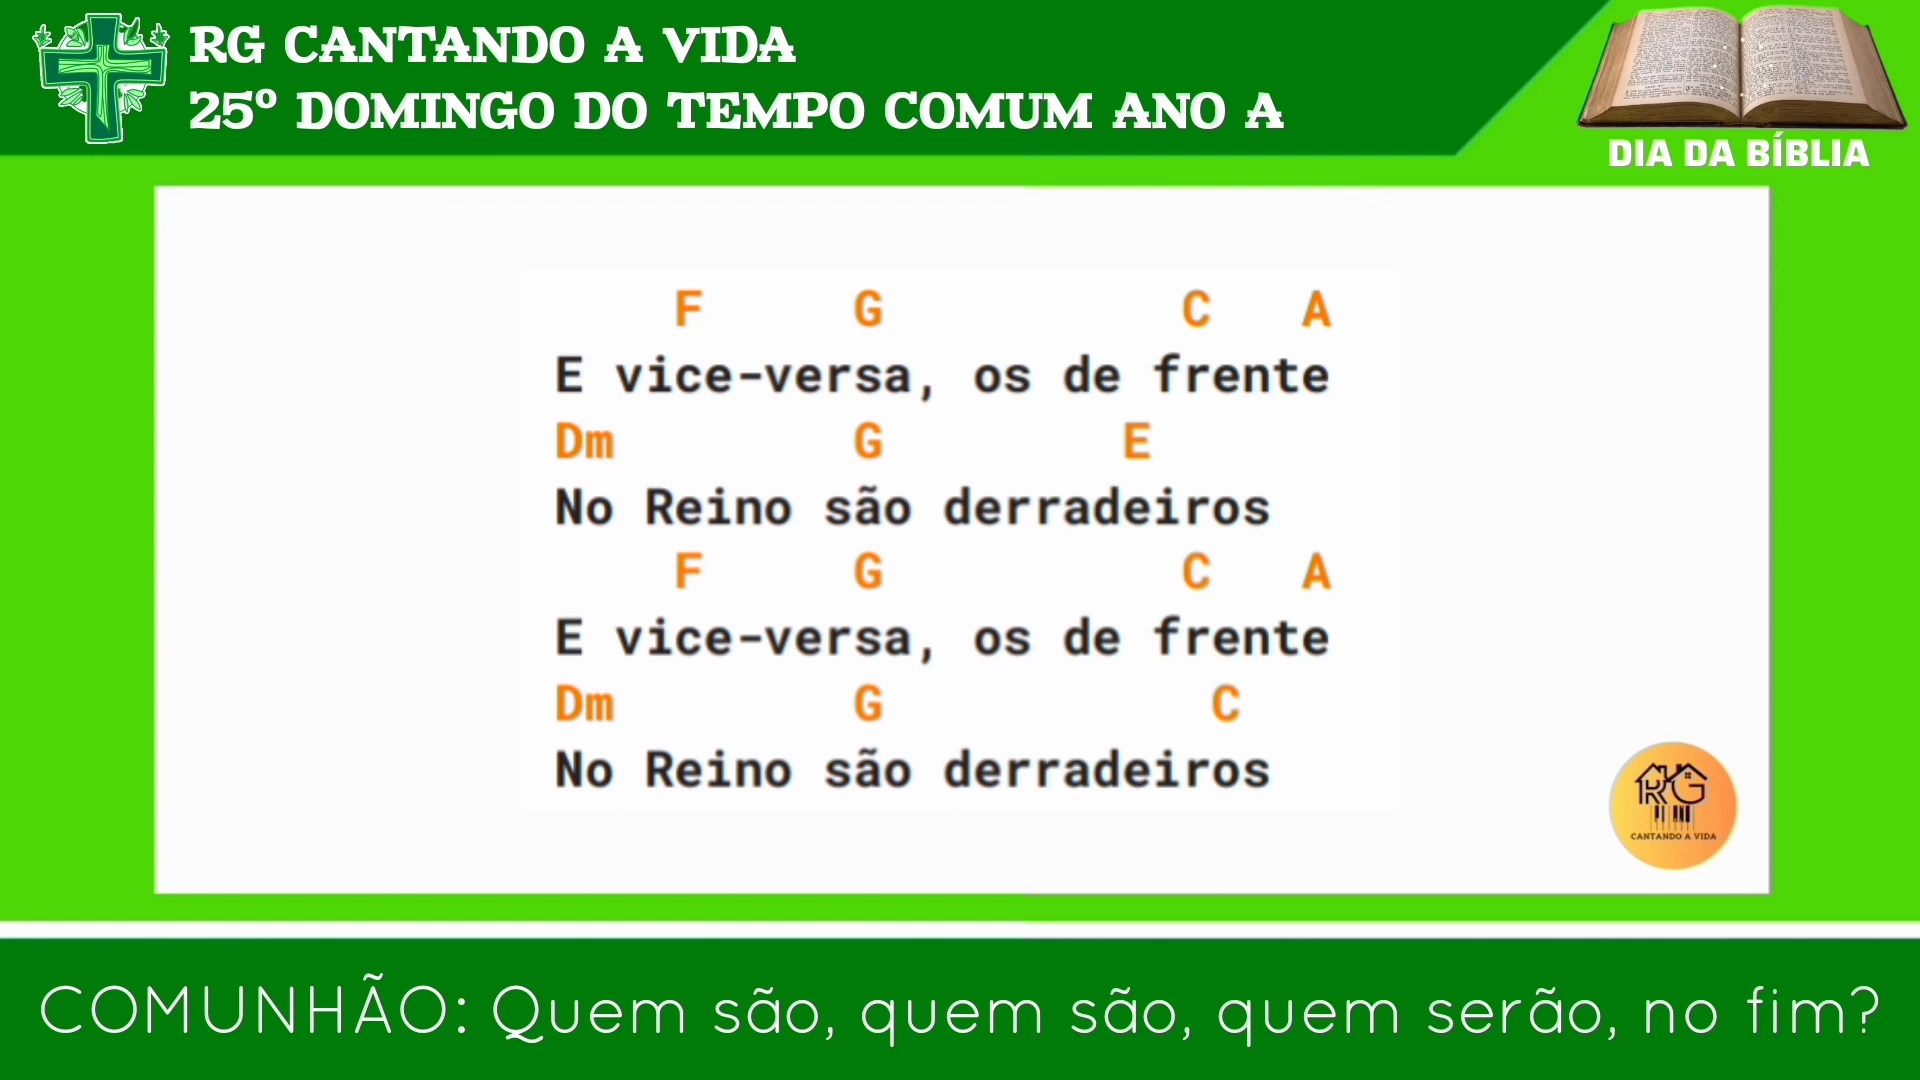 RG CANTANDO A VIDA
25º DOMINGO DO TEMPO COMUM ANO A
DIA DA BÍBLIA
F G C A
E vice-versa, os de frente
Dm G E
No Reino são derradeiros
F G C A
E vice-versa, os de frente
Dm G C
No Reino são derradeiros
RG
CANTANDO A VIDA
COMUNHÃO: Quem são, quem são, quem serão, no fim?